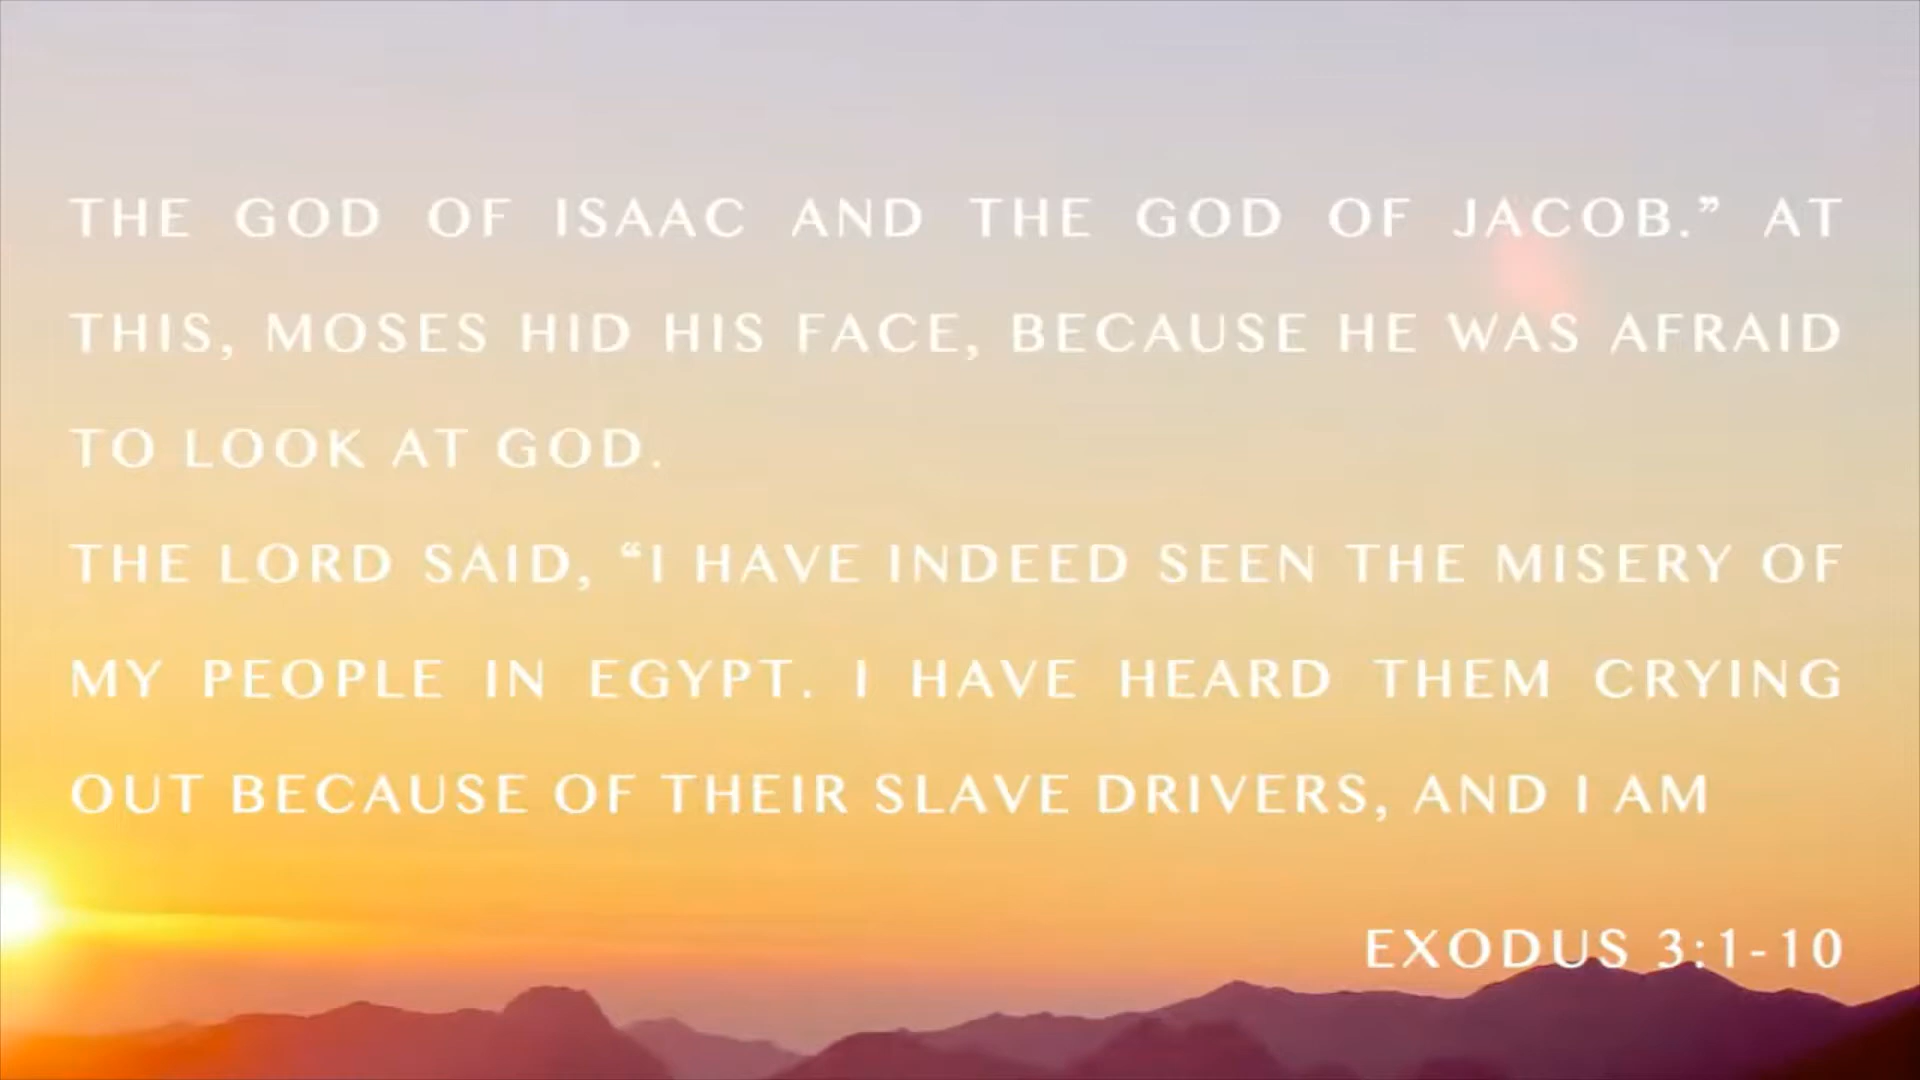 THE GOD OF ISAAC AND THE GOD OF JACOB.” AT
THIS, MOSES HID HIS FACE, BECAUSE HE WAS AFRAID
TO LOOK AT GOD.
THE LORD SAID, “I HAVE INDEED SEEN THE MISERY OF
MY PEOPLE IN EGYPT. I HAVE HEARD THEM CRYING
OUT BECAUSE OF THEIR SLAVE DRIVERS, AND I AM
EXODUS 3:1-10